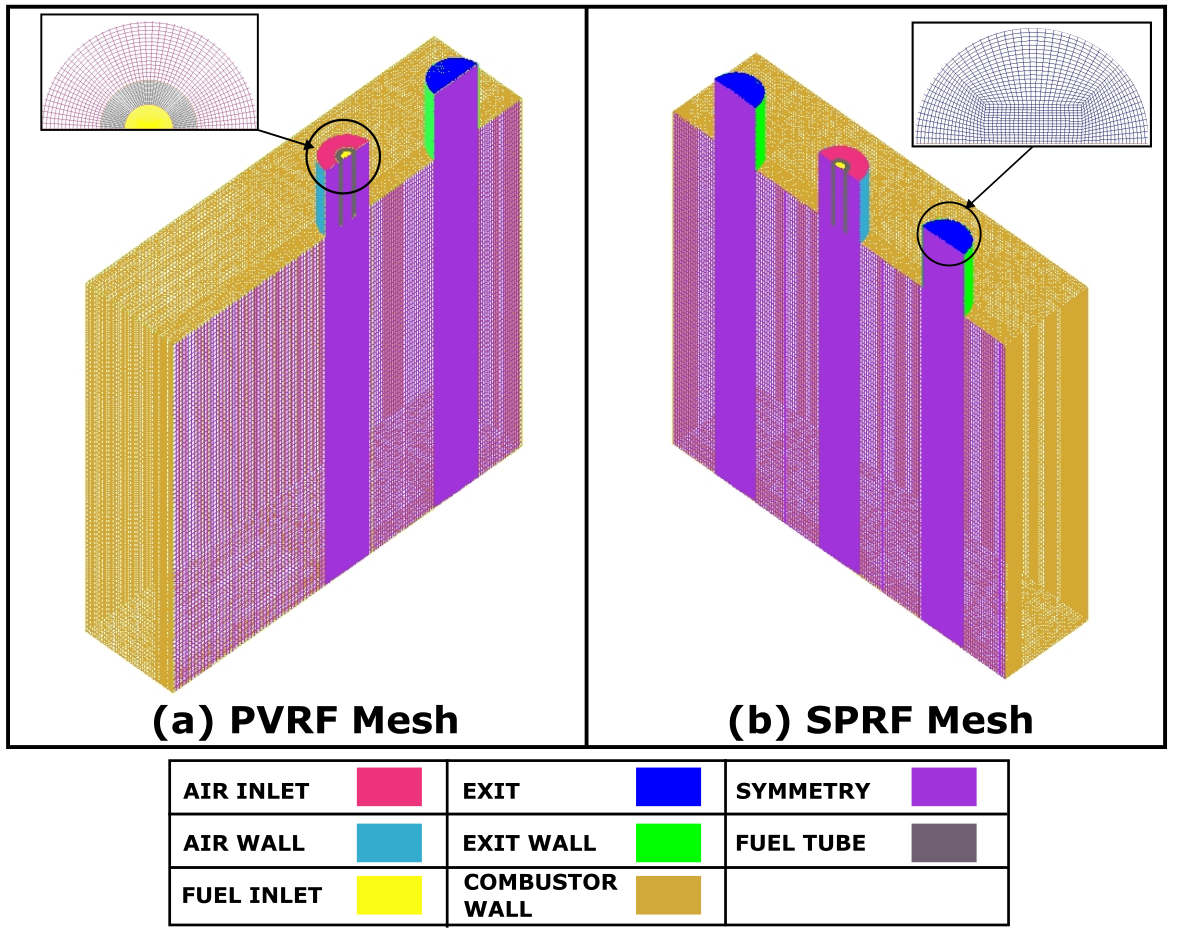 (a) PVRF Mesh
(b) SPRF Mesh
AIR INLET
EXIT
SYMMETRY
AIR WALL
EXIT WALL
FUEL TUBE
FUEL INLET
COMBUSTOR
WALL